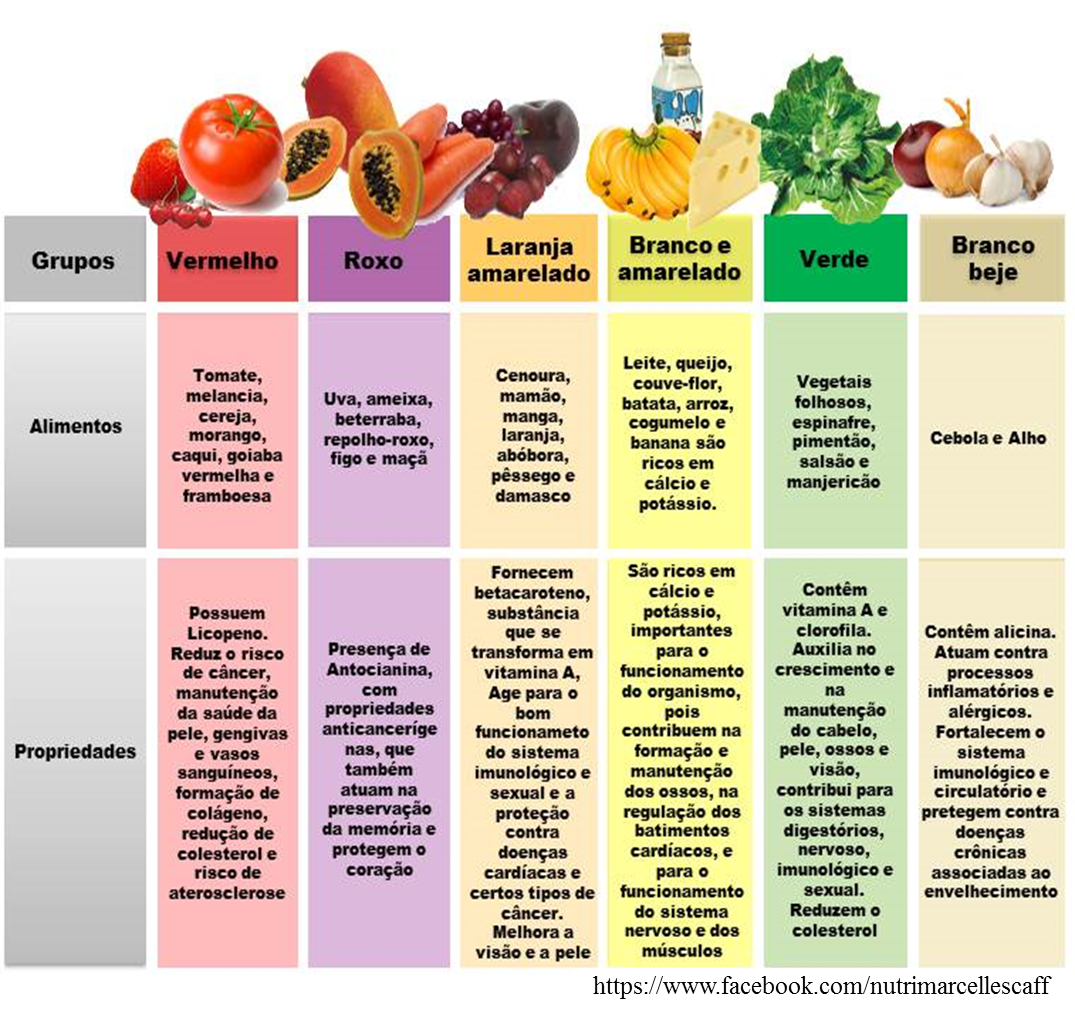 Grupos
Vermelho
Roxo
Laranja
amarelado
Branco e
amarelado
Verde
Branco
beje
Alimentos
Tomate,
melancia,
cereja,
morango,
caqui, goiaba
vermelha e
framboesa
Uva, ameixa,
beterraba,
repolho-roxo,
figo e maçã
Cenoura,
mamão,
manga,
laranja,
abóbora,
pêssego e
damasco
Leite, queijo,
couve-flor,
batata, arroz,
cogumelo e
banana são
ricos em
cálcio e
potássio.
Vegetais
folhosos,
espinafre,
pimentão,
salsão e
manjericão
Cebola e Alho
Propriedades
Possuem
Licopeno.
Reduz o risco
de câncer,
manutenção
da saúde da
pele, gengivas
e vasos
sanguíneos,
formação de
colágeno,
redução de
colesterol e
risco de
aterosclerose
Presença de
Antocianina,
com
propriedades
anticanceríge
nas, que
também
atuam na
preservação
da memória e
protegem o
coração
Fornecem
betacaroteno,
substância
que se
transforma em
vitamina A,
Age para o
bom
funcionameto
do sistema
imunológico e
sexual e a
proteção
contra
doenças
cardíacas e
certos tipos de
câncer.
Melhora a
visão e a pele
São ricos em
cálcio e
potássio,
importantes
para o
funcionamento
do organismo,
pois
contribuem na
formação e
manutenção
dos ossos, na
regulação dos
batimentos
cardíacos, e
para o
funcionamento
do sistema
nervoso e dos
músculos
Contêm
vitamina A e
clorofila.
Auxilia no
crescimento e
na
manutenção
do cabelo,
pele, ossos e
visão,
contribui para
os sistemas
digestórios,
nervoso,
imunológico e
sexual.
Reduzem o
colesterol
Contêm alicina.
Atuam contra
processos
inflamatórios e
alérgicos.
Fortalecem o
sistema
imunológico e
circulatório e
pretegem contra
doenças
crônicas
associadas ao
envelhecimento
https://www.facebook.com/nutrimarcellescaff